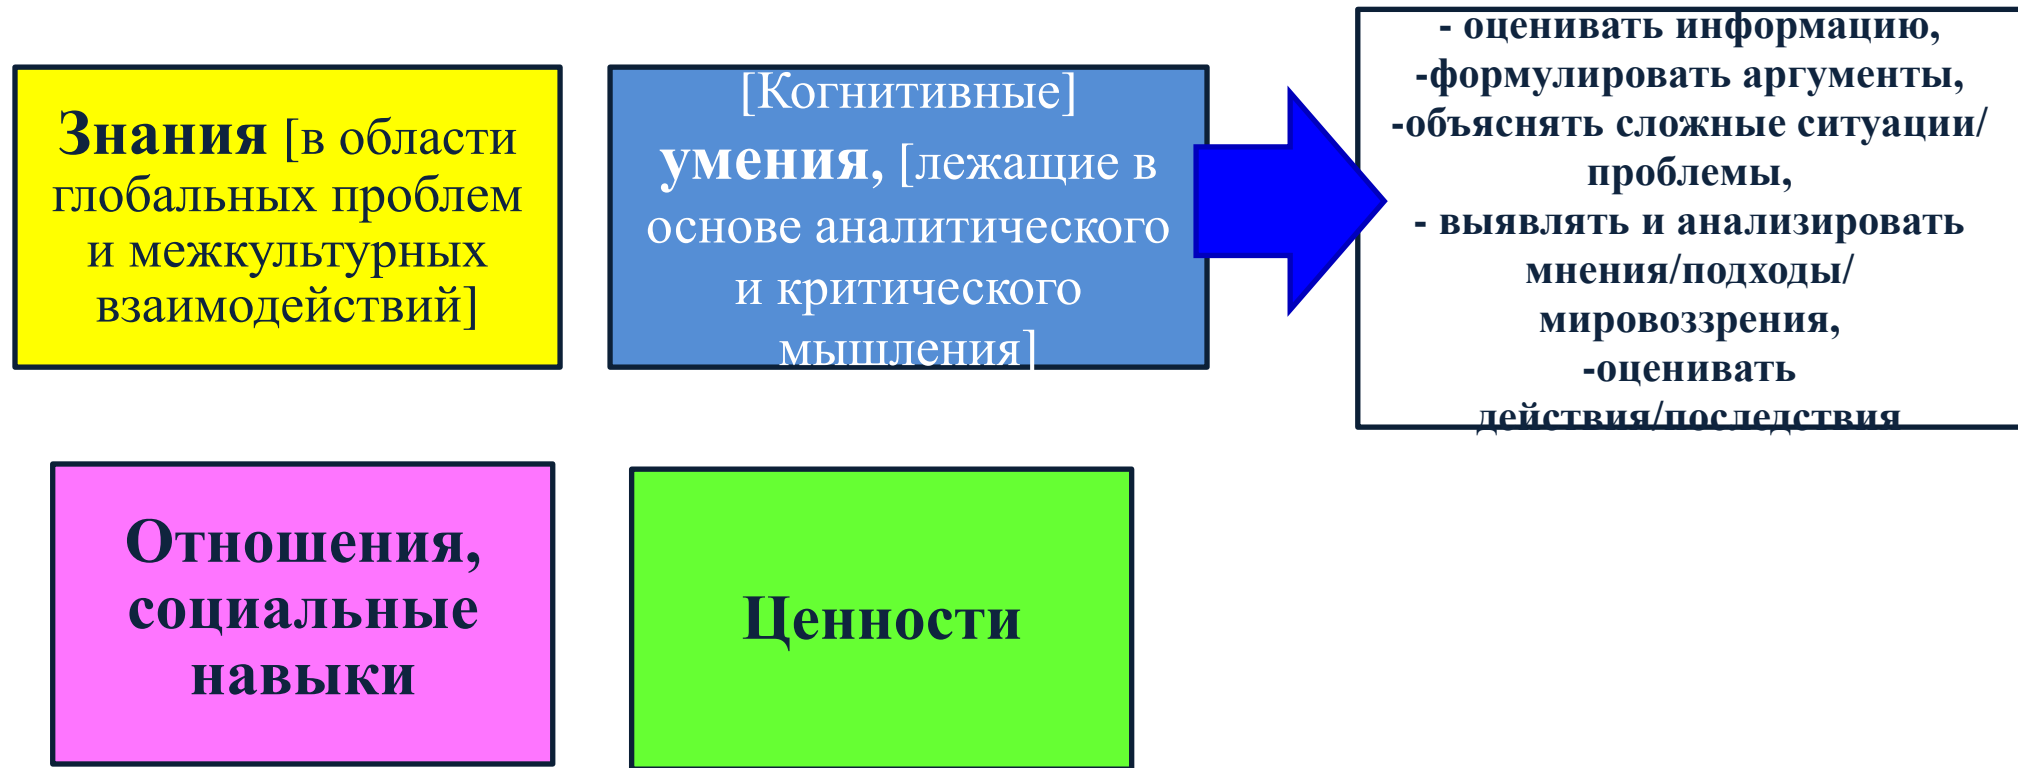 Знания [в области
глобальных проблем
и межкультурных
взаимодействий]
[Когнитивные]
умения, [лежащие в
основе аналитического
и критического
мышления]
- оценивать информацию,
-формулировать аргументы,
-объяснять сложные ситуации/
проблемы,
- выявлять и анализировать
мнения/подходы/
мировоззрения,
-оценивать
действия/последствия
Отношения,
социальные
навыки
Ценности